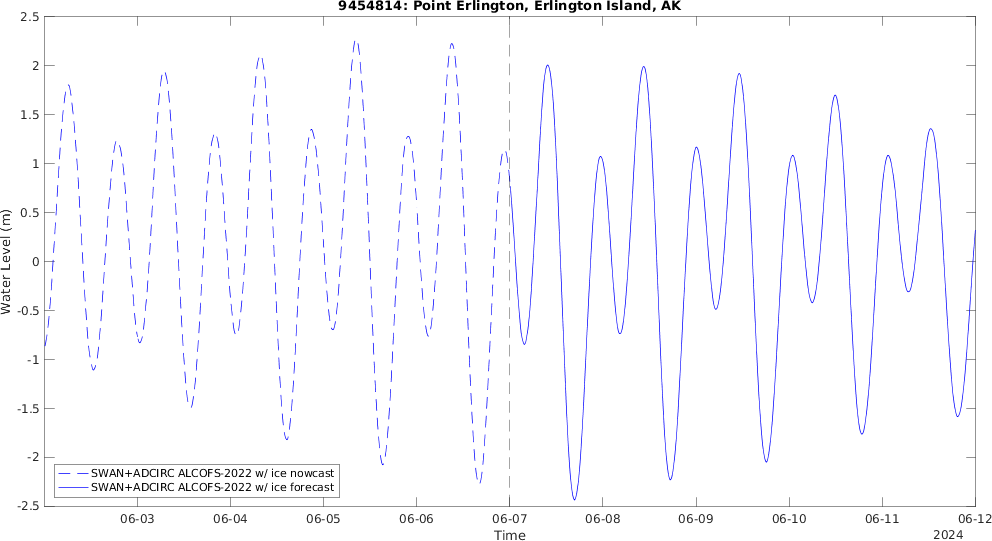 9454814: Point Erlington, Erlington Island, AK
2.5
2
1.5
1
0.5
0
-0.5
-1
-1.5
-2
-2.5
Water Level (m)
SWAN+ADCIRC ALCOFS-2022 w/ ice nowcast
SWAN+ADCIRC ALCOFS-2022 w/ ice forecast
06-03 06-04 06-05 06-06 06-07 06-08 06-09 06-10 06-11 06-12
Time
2024